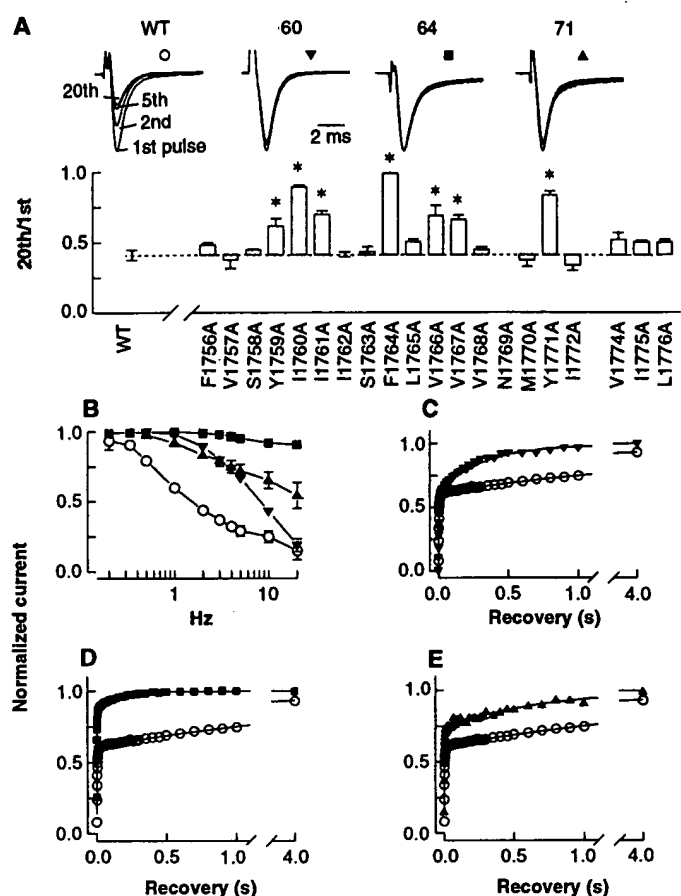 A
WT 60 64 71
20th
5th
2nd
1st pulse
2 ms
20th/1st
1.0
0.5
0.0
WT
F1756A
V1757A
S1758A
Y1759A
I1760A
I1761A
I1762A
S1763A
F1764A
L1765A
V1766A
V1767A
V1768A
N1769A
M1770A
Y1771A
I1772A
V1774A
I1775A
L1776A
Normalized current
B
1.0
0.5
0.0
1 10
Hz
C
1.0
0.5
0.0
0.0 0.5 1.0 4.0
Recovery (s)
D
1.0
0.5
0.0
0.0 0.5 1.0 4.0
Recovery (s)
E
1.0
0.5
0.0
0.0 0.5 1.0 4.0
Recovery (s)